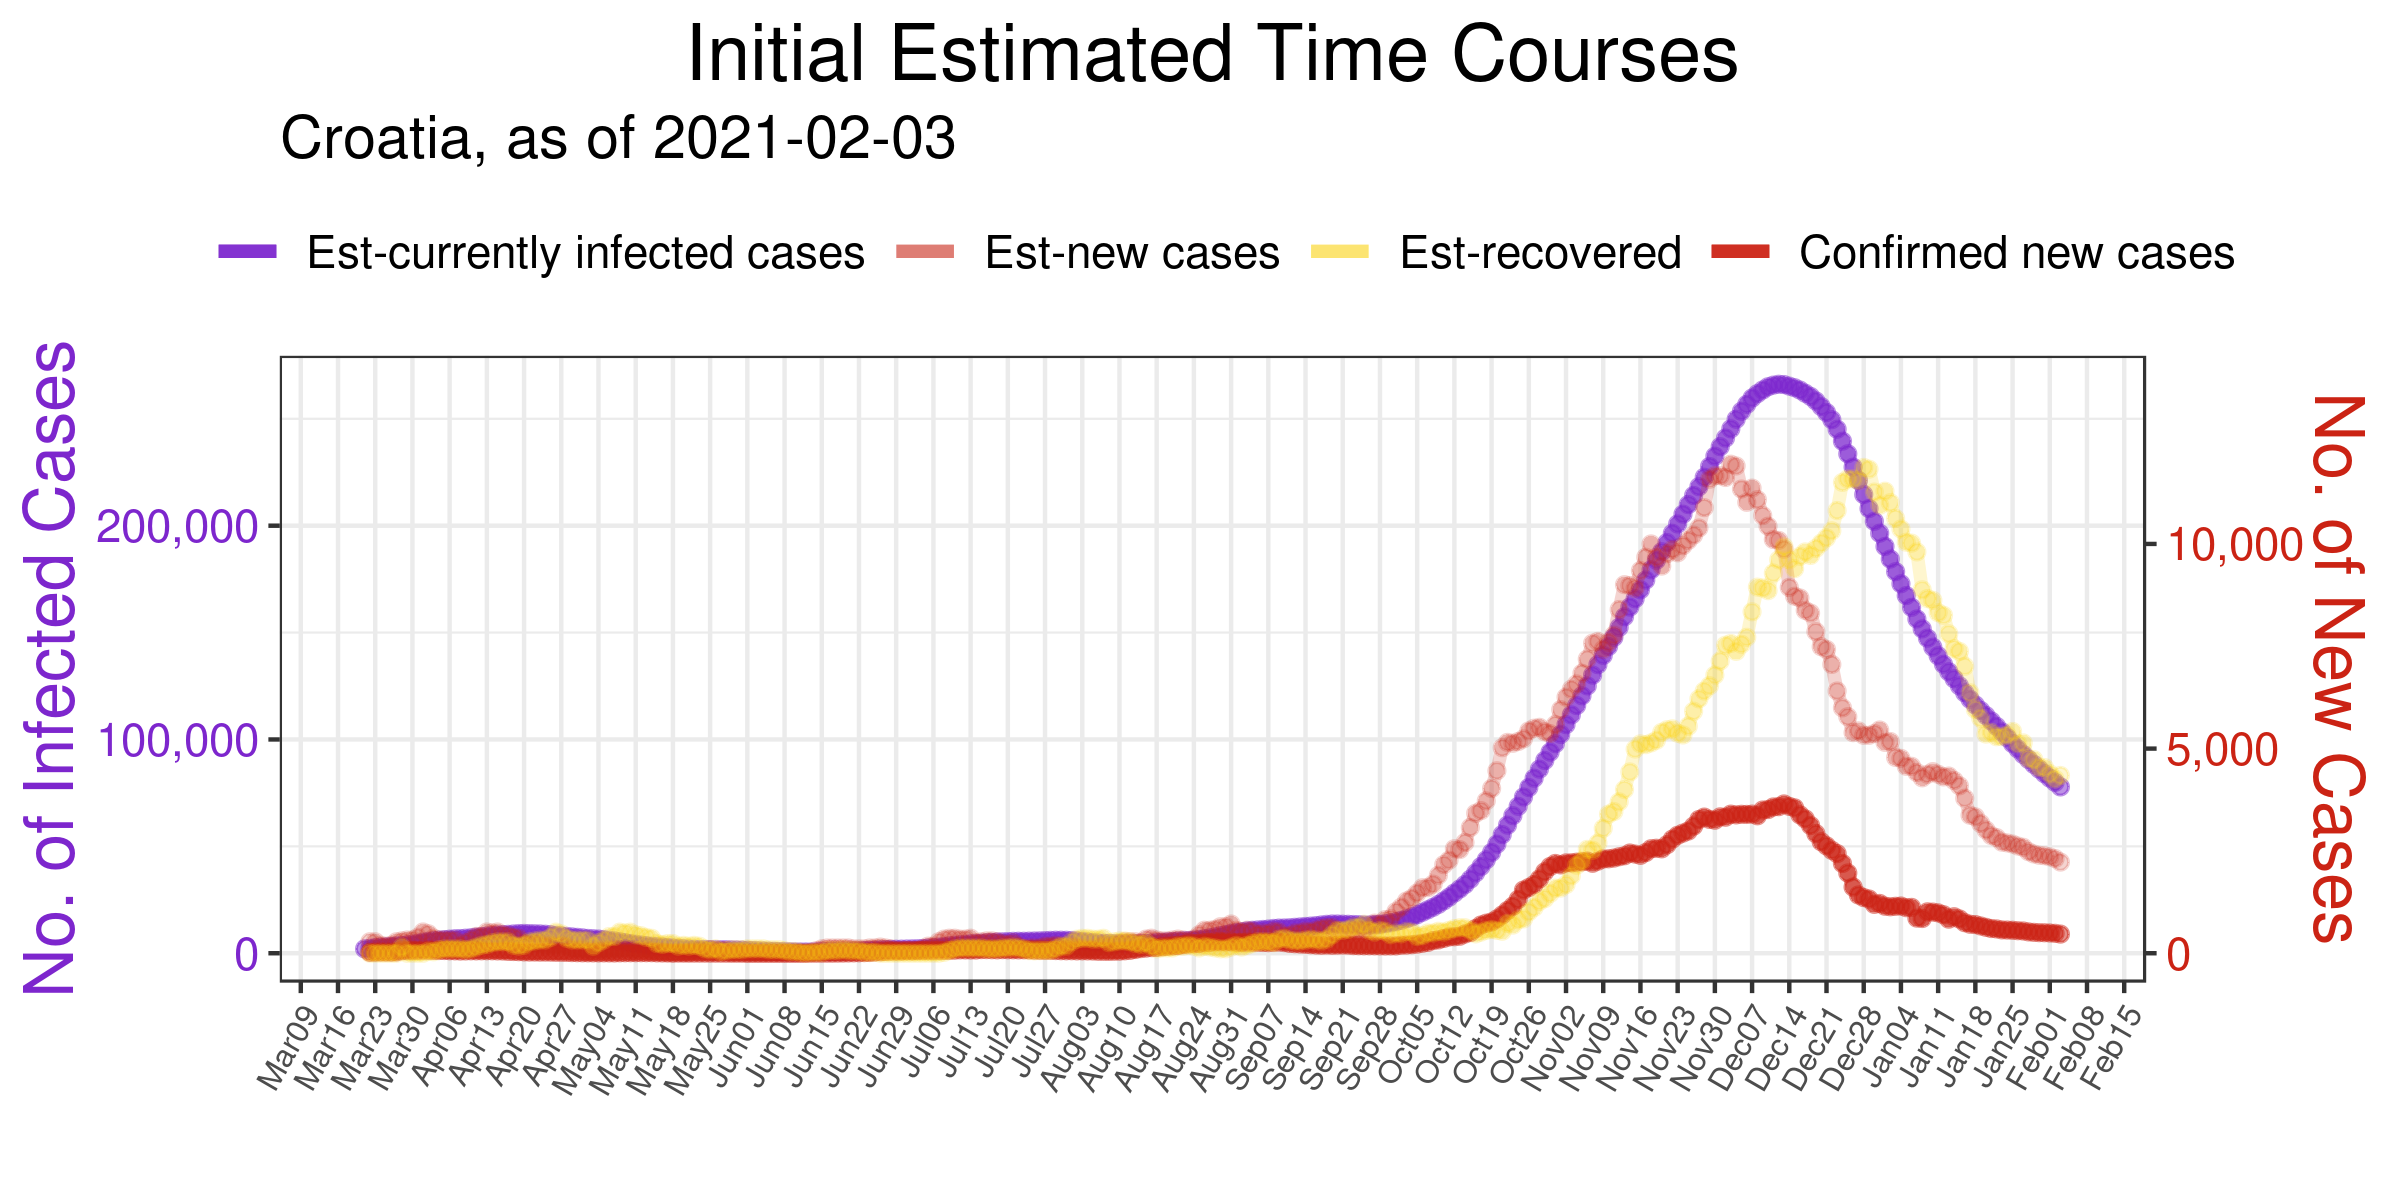 Initial Estimated Time Courses
Croatia, as of 2021-02-03
Est-currently infected cases Est-new cases Est-recovered Confirmed new cases
No. of Infected Cases
200,000
100,000
0
10,000
5,000
0
No. of New Cases
Mar09 Mar16 Mar23 Mar30 Apr06 Apr13 Apr20 Apr27 May04 May11 May18 May25 Jun01 Jun08 Jun15 Jun22 Jun29 Jul06 Jul13 Jul20 Jul27 Aug03 Aug10 Aug17 Aug24 Aug31 Sep07 Sep14 Sep21 Sep28 Oct05 Oct12 Oct19 Oct26 Nov02 Nov09 Nov16 Nov23 Nov30 Dec07 Dec14 Dec21 Dec28 Jan04 Jan11 Jan18 Jan25 Feb01 Feb08 Feb15